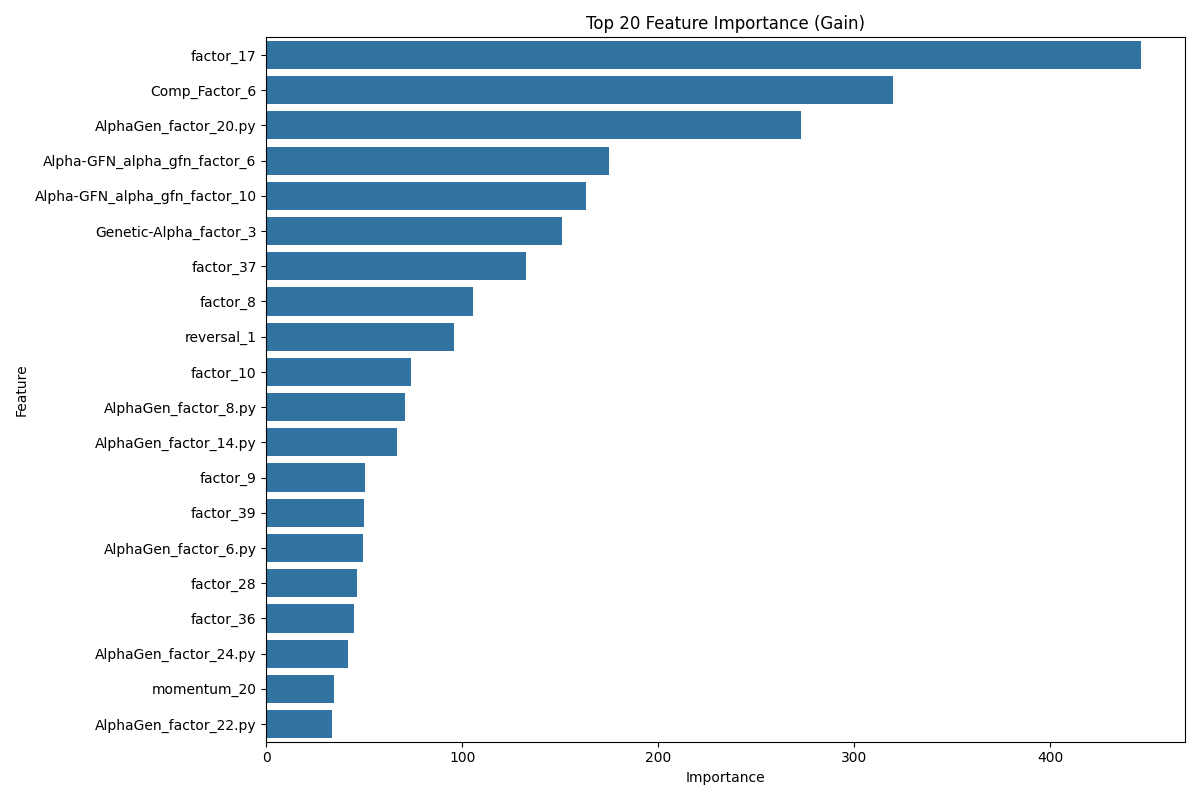 Top 20 Feature Importance (Gain)
factor_17
Comp_Factor_6
AlphaGen_factor_20.py
Alpha-GFN_alpha_gfn_factor_6
Alpha-GFN_alpha_gfn_factor_10
Genetic-Alpha_factor_3
factor_37
factor_8
reversal_1
factor_10
AlphaGen_factor_8.py
AlphaGen_factor_14.py
factor_9
factor_39
AlphaGen_factor_6.py
factor_28
factor_36
AlphaGen_factor_24.py
momentum_20
AlphaGen_factor_22.py
Feature
0 100 200 300 400
Importance